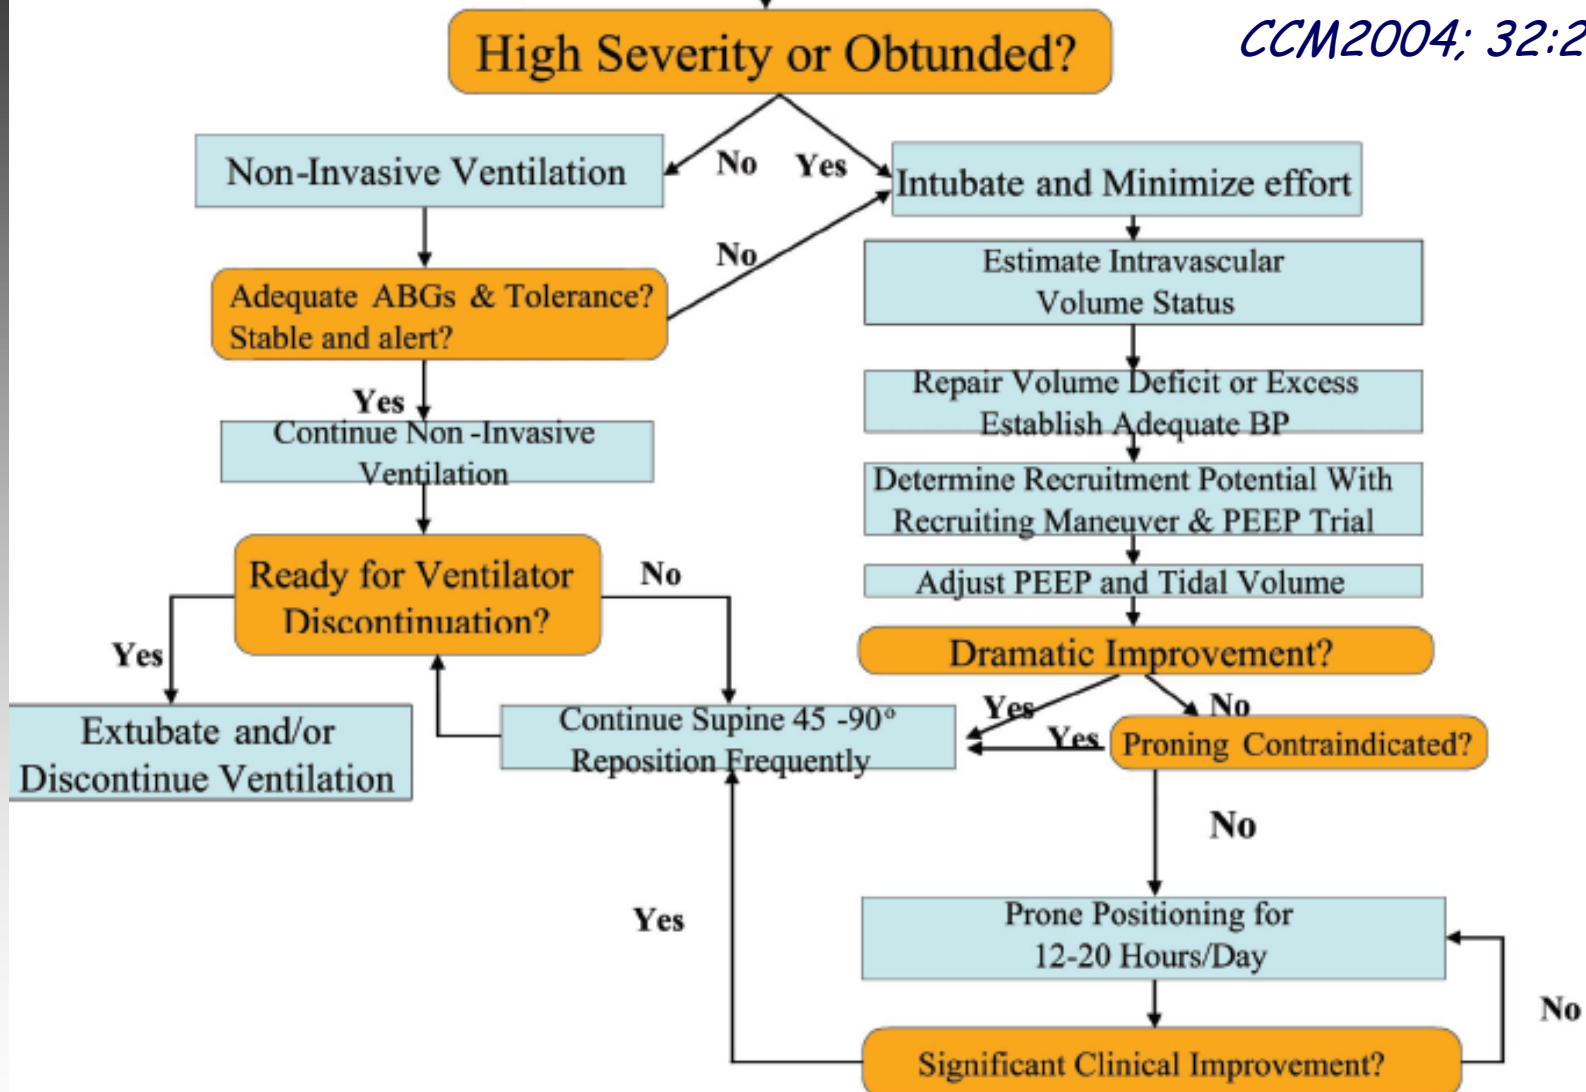 High Severity or Obtunded?
CCM2004; 32:2
Non-Invasive Ventilation
No
Yes
Intubate and Minimize effort
No
Estimate Intravascular
Volume Status
Adequate ABGs & Tolerance?
Stable and alert?
Yes
Repair Volume Deficit or Excess
Establish Adequate BP
Continue Non -Invasive
Ventilation
Determine Recruitment Potential With
Recruiting Maneuver & PEEP Trial
Ready for Ventilator
Discontinuation?
No
Adjust PEEP and Tidal Volume
Yes
Dramatic Improvement?
Yes
No
Extubate and/or
Discontinue Ventilation
Continue Supine 45 -90°
Reposition Frequently
Yes
Proning Contraindicated?
No
Yes
Prone Positioning for
12-20 Hours/Day
No
Significant Clinical Improvement?